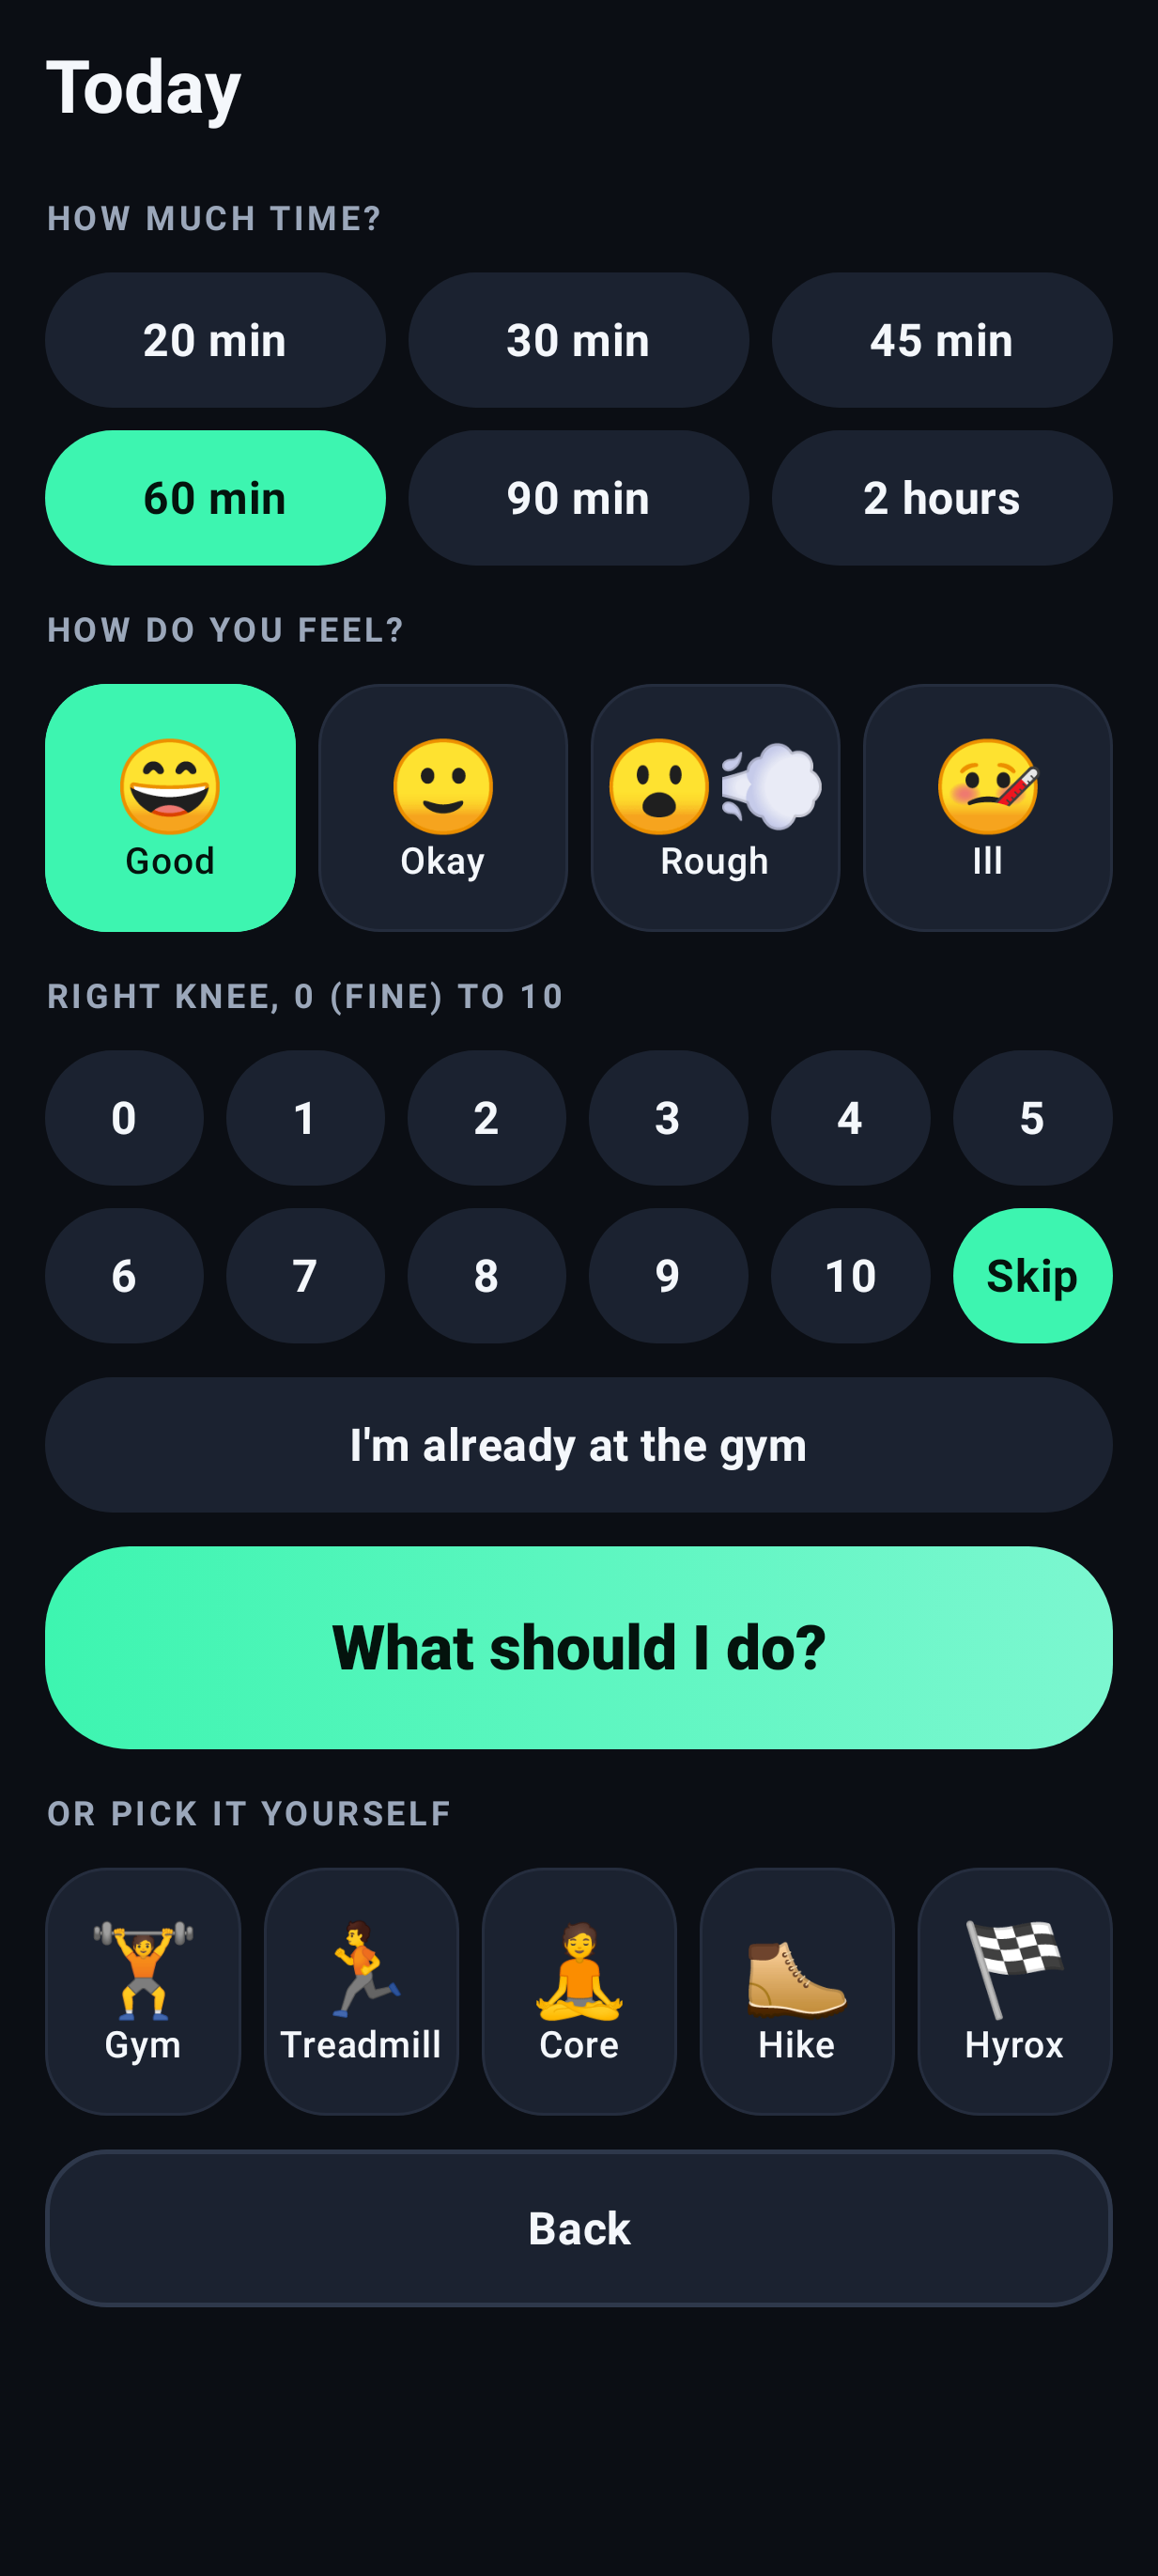 Today
HOW MUCH TIME?
20 min 30 min 45 min
60 min 90 min 2 hours
HOW DO YOU FEEL?
Good Okay Rough Ill
RIGHT KNEE, 0 (FINE) TO 10
0 1 2 3 4 5
6 7 8 9 10 Skip
I'm already at the gym
What should I do?
OR PICK IT YOURSELF
Gym Treadmill Core Hike Hyrox
Back